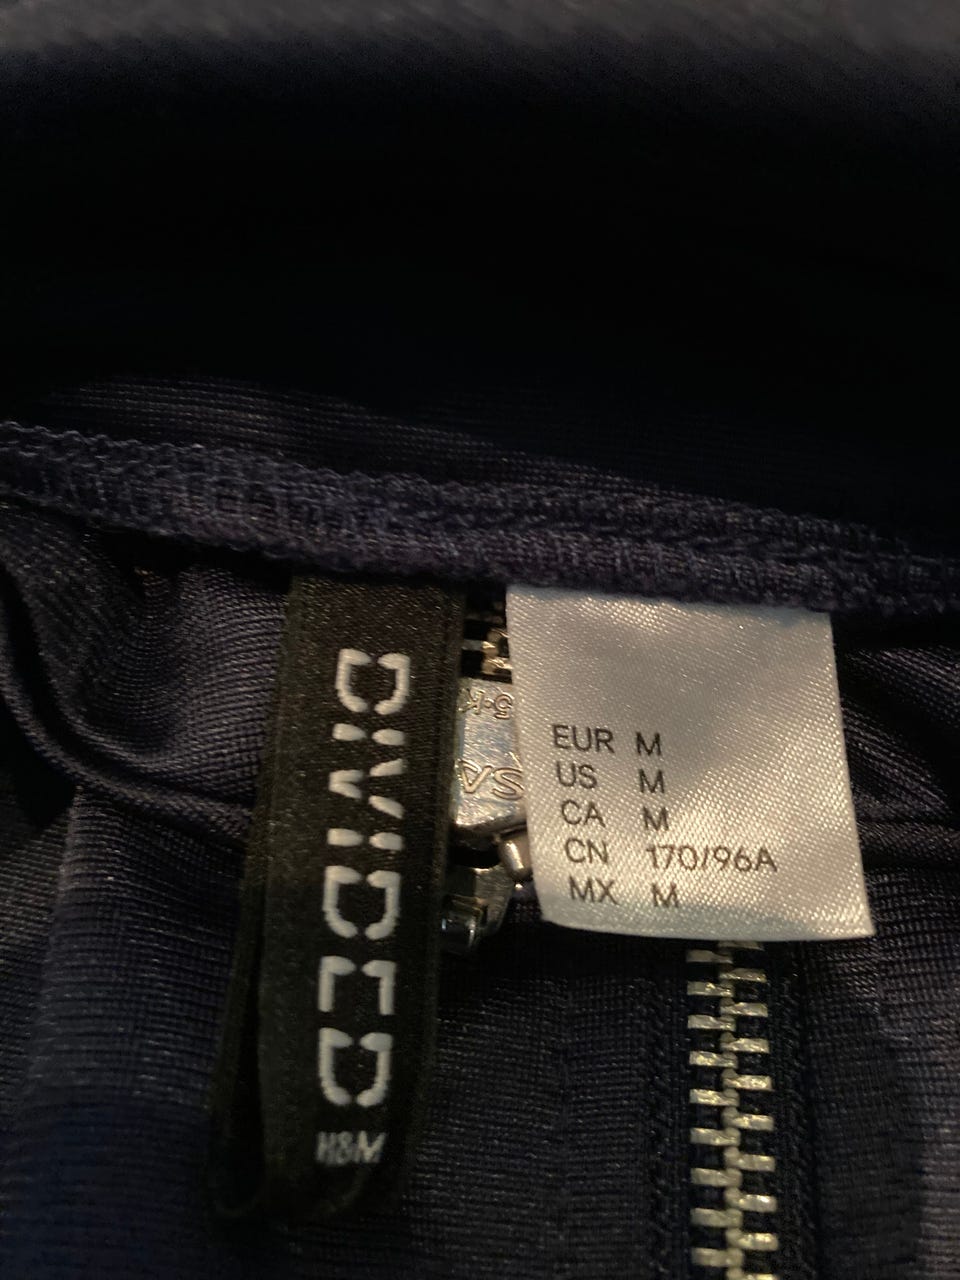 DIVIDED
H&M
EUR M
US M
CA M
CN 170/96A
MX M